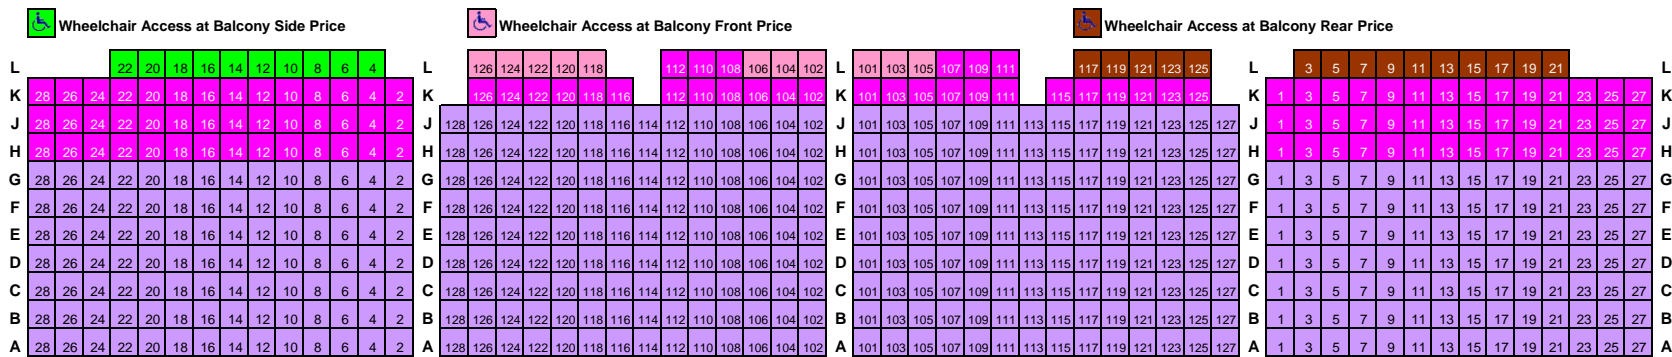 Wheelchair Access at Balcony Side Price Wheelchair Access at Balcony Front Price Wheelchair Access at Balcony Rear Price
L 22 20 18 16 14 12 10 8 6 4 L 126 124 122 120 118 112 110 108 106 104 102 L 101 103 105 107 109 111 117 119 121 123 125 L 3 5 7 9 11 13 15 17 19 21 L
K 28 26 24 22 20 18 16 14 12 10 8 6 4 2 K 126 124 122 120 118 116 112 110 108 106 104 102 K 101 103 105 107 109 111 115 117 119 121 123 125 K 1 3 5 7 9 11 13 15 17 19 21 23 25 27 K
J 28 26 24 22 20 18 16 14 12 10 8 6 4 2 J 128 126 124 122 120 118 116 114 112 110 108 106 104 102 J 101 103 105 107 109 111 113 115 117 119 121 123 125 127 J 1 3 5 7 9 11 13 15 17 19 21 23 25 27 J
H 28 26 24 22 20 18 16 14 12 10 8 6 4 2 H 128 126 124 122 120 118 116 114 112 110 108 106 104 102 H 101 103 105 107 109 111 113 115 117 119 121 123 125 127 H 1 3 5 7 9 11 13 15 17 19 21 23 25 27 H
G 28 26 24 22 20 18 16 14 12 10 8 6 4 2 G 128 126 124 122 120 118 116 114 112 110 108 106 104 102 G 101 103 105 107 109 111 113 115 117 119 121 123 125 127 G 1 3 5 7 9 11 13 15 17 19 21 23 25 27 G
F 28 26 24 22 20 18 16 14 12 10 8 6 4 2 F 128 126 124 122 120 118 116 114 112 110 108 106 104 102 F 101 103 105 107 109 111 113 115 117 119 121 123 125 127 F 1 3 5 7 9 11 13 15 17 19 21 23 25 27 F
E 28 26 24 22 20 18 16 14 12 10 8 6 4 2 E 128 126 124 122 120 118 116 114 112 110 108 106 104 102 E 101 103 105 107 109 111 113 115 117 119 121 123 125 127 E 1 3 5 7 9 11 13 15 17 19 21 23 25 27 E
D 28 26 24 22 20 18 16 14 12 10 8 6 4 2 D 128 126 124 122 120 118 116 114 112 110 108 106 104 102 D 101 103 105 107 109 111 113 115 117 119 121 123 125 127 D 1 3 5 7 9 11 13 15 17 19 21 23 25 27 D
C 28 26 24 22 20 18 16 14 12 10 8 6 4 2 C 128 126 124 122 120 118 116 114 112 110 108 106 104 102 C 101 103 105 107 109 111 113 115 117 119 121 123 125 127 C 1 3 5 7 9 11 13 15 17 19 21 23 25 27 C
B 28 26 24 22 20 18 16 14 12 10 8 6 4 2 B 128 126 124 122 120 118 116 114 112 110 108 106 104 102 B 101 103 105 107 109 111 113 115 117 119 121 123 125 127 B 1 3 5 7 9 11 13 15 17 19 21 23 25 27 B
A 28 26 24 22 20 18 16 14 12 10 8 6 4 2 A 128 126 124 122 120 118 116 114 112 110 108 106 104 102 A 101 103 105 107 109 111 113 115 117 119 121 123 125 127 A 1 3 5 7 9 11 13 15 17 19 21 23 25 27 A